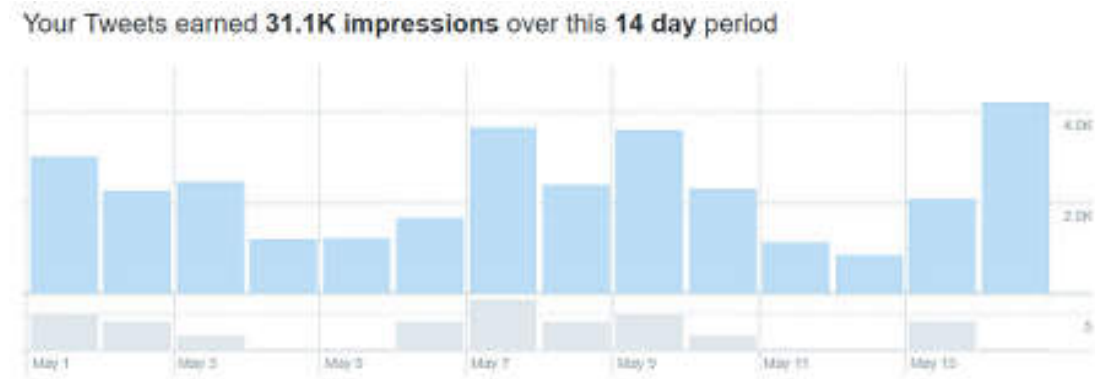 Your Tweets earned 31.1K impressions over this 14 day period
4.0K
2.0K
5
May 1
May 3
May 5
May 7
May 9
May 11
May 13